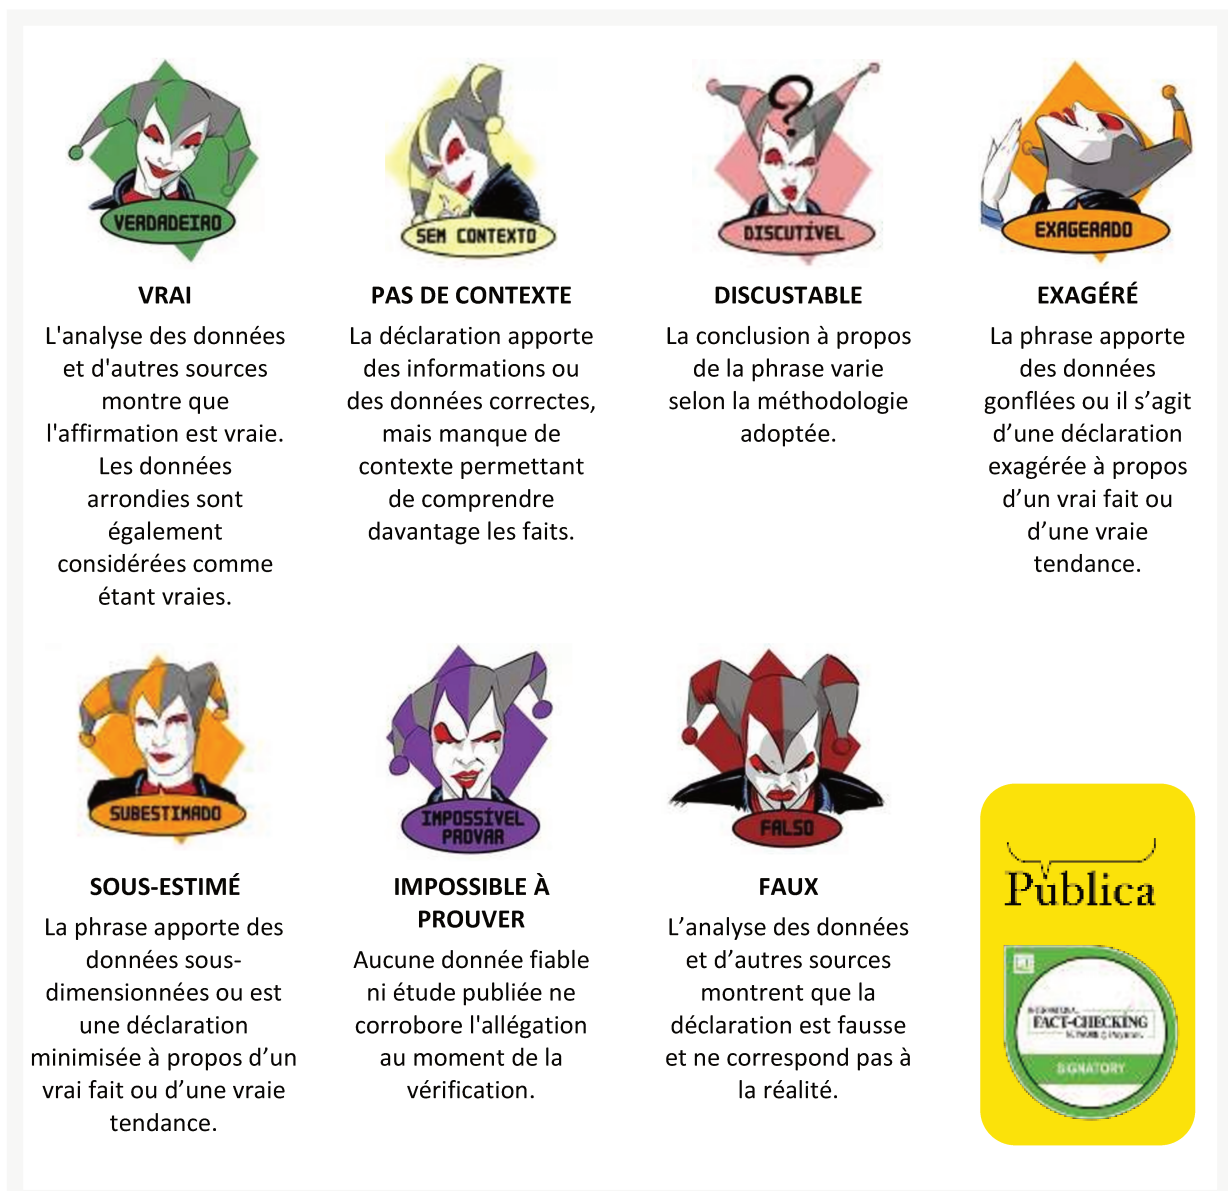 VERDADEIRO
VRAI
L'analyse des données
et d'autres sources
montre que
l'affirmation est vraie.
Les données
arrondies sont
également
considérées comme
étant vraies.
SEM CONTEXTO
PAS DE CONTEXTE
La déclaration apporte
des informations ou
des données correctes,
mais manque de
contexte permettant
de comprendre
davantage les faits.
?
DISCUTÍVEL
DISCUSTABLE
La conclusion à propos
de la phrase varie
selon la méthodologie
adoptée.
EXAGERADO
EXAGÉRÉ
La phrase apporte
des données
gonflées ou il s’agit
d’une déclaration
exagérée à propos
d’un vrai fait ou
d’une vraie
tendance.
SUBESTIMADO
SOUS-ESTIMÉ
La phrase apporte des
données sous-
dimensionnées ou est
une déclaration
minimisée à propos d’un
vrai fait ou d’une vraie
tendance.
IMPOSSÍVEL
PROVAR
IMPOSSIBLE À
PROUVER
Aucune donnée fiable
ni étude publiée ne
corrobore l'allégation
au moment de la
vérification.
FALSO
FAUX
L’analyse des données
et d’autres sources
montrent que la
déclaration est fausse
et ne correspond pas à
la réalité.
Pública
INTERNATIONAL
FACT-CHECKING
NETWORK @ Poynter.
SIGNATORY